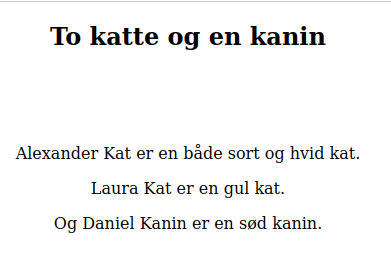 To katte og en kanin
Alexander Kat er en både sort og hvid kat.
Laura Kat er en gul kat.
Og Daniel Kanin er en sød kanin.